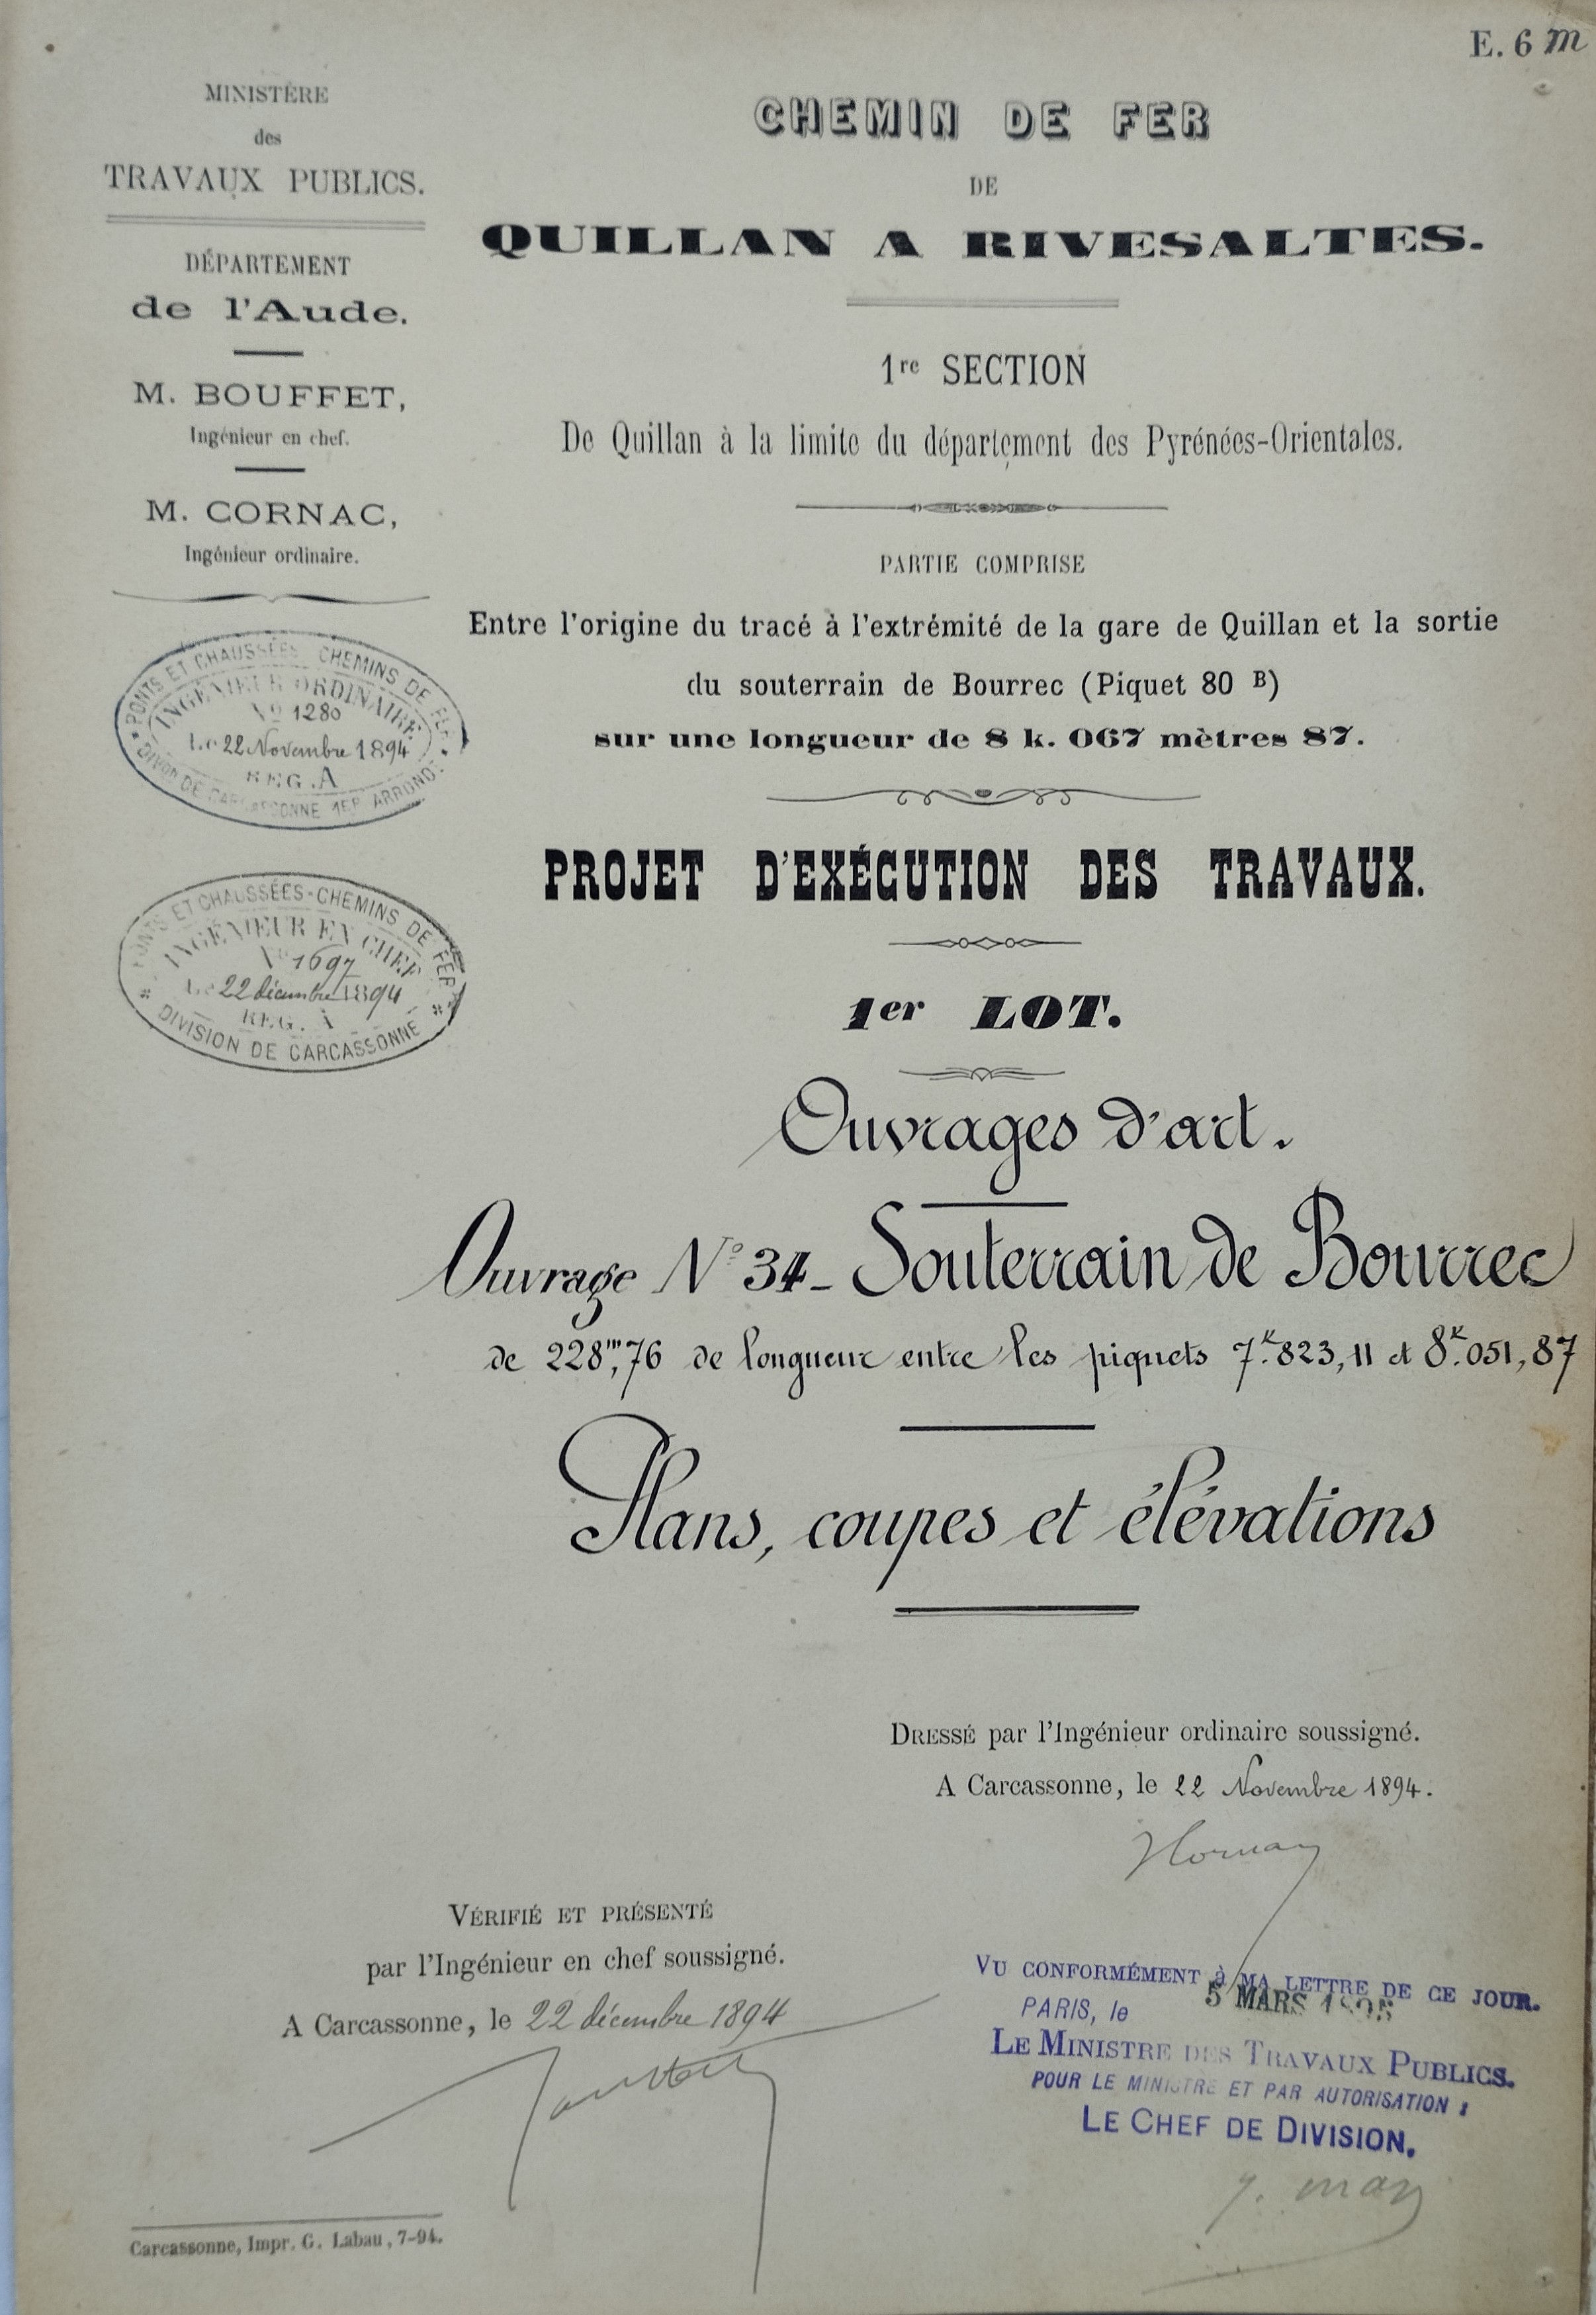 E. 6 m
MINISTÈRE
des
TRAVAUX PUBLICS.
DÉPARTEMENT
de l'Aude.
M. BOUFFET,
Ingénieur en chef.
M. CORNAC,
Ingénieur ordinaire.
PONTS ET CHAUSSÉES CHEMINS DE FER
INGÉNIEUR ORDINAIRE
No 1280
Le 22 Novembre 1894
REG. A
DIVon DE CARCASSONNE 1ER ARRONDt
PONTS ET CHAUSSÉES-CHEMINS DE FER
INGÉNIEUR EN CHEF
No 1697
Le 22 décembre 1894
REG. A
DIVISION DE CARCASSONNE
CHEMIN DE FER
DE
QUILLAN A RIVESALTES.
1re SECTION
De Quillan à la limite du département des Pyrénées-Orientales.
PARTIE COMPRISE
Entre l'origine du tracé à l'extrémité de la gare de Quillan et la sortie
du souterrain de Bourrec (Piquet 80 B)
sur une longueur de 8 k. 067 mètres 87.
PROJET D'EXÉCUTION DES TRAVAUX.
1er LOT.
Ouvrages d'art.
Ouvrage No 34 - Souterrain de Bourrec
de 228m,76 de longueur entre les piquets 7k.823,11 et 8k.051,87
Plans, coupes et élévations
DRESSÉ par l'Ingénieur ordinaire soussigné.
A Carcassonne, le 22 Novembre 1894.
VÉRIFIÉ ET PRÉSENTÉ
par l'Ingénieur en chef soussigné.
A Carcassonne, le 22 décembre 1894
VU CONFORMÉMENT à MA LETTRE DE CE JOUR.
PARIS, le 5 MARS 1895
LE MINISTRE DES TRAVAUX PUBLICS.
POUR LE MINISTRE ET PAR AUTORISATION :
LE CHEF DE DIVISION.
Carcassonne, Impr. G. Labau, 7-94.